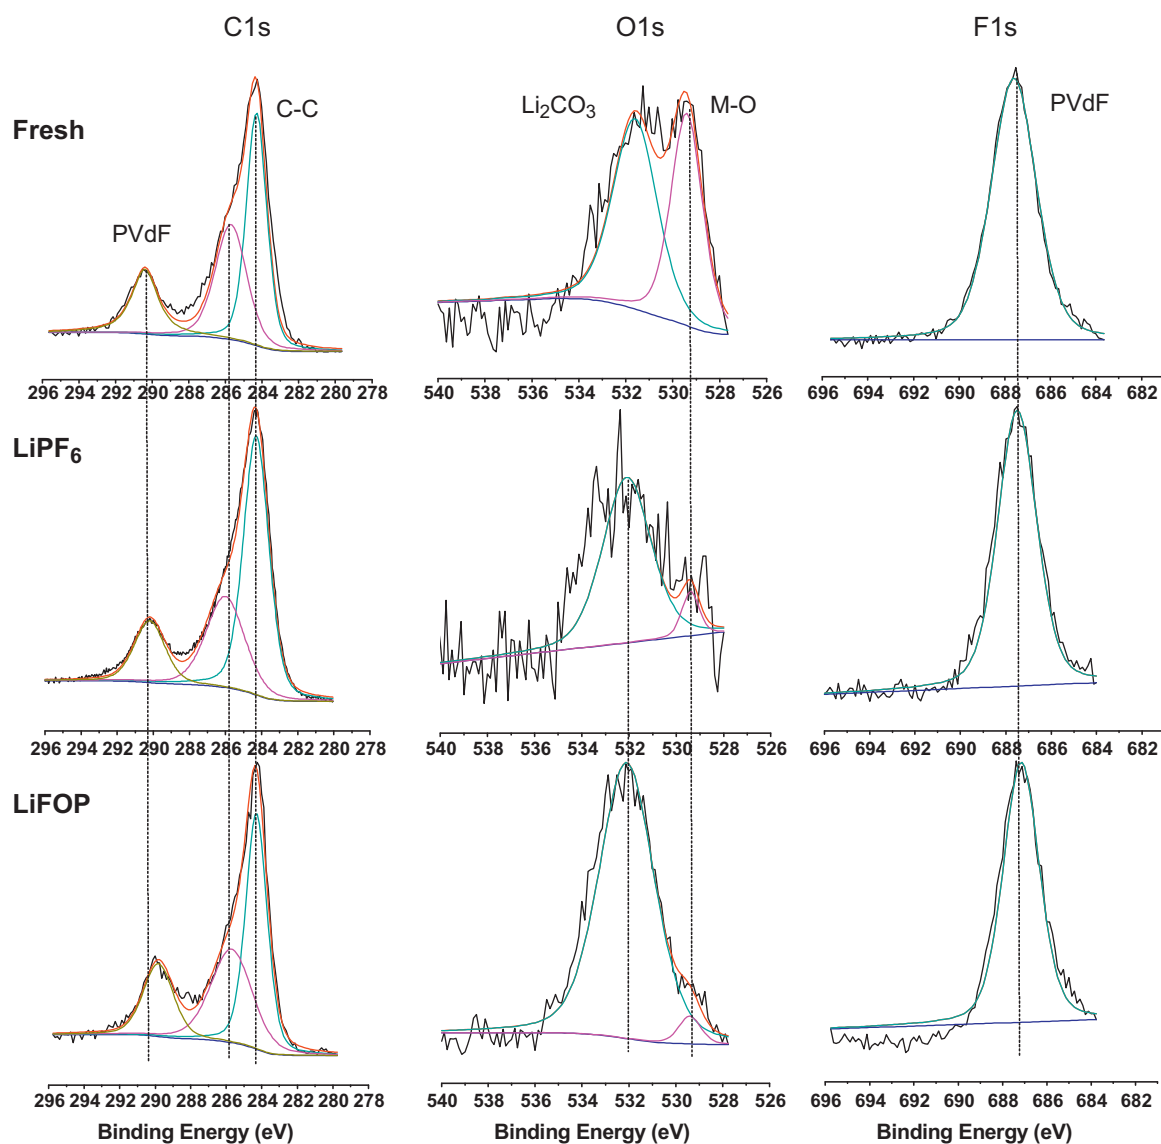 C1s O1s F1s
Fresh
PVdF C-C Li₂CO₃ M-O PVdF
296 294 292 290 288 286 284 282 280 278 540 538 536 534 532 530 528 526 696 694 692 690 688 686 684 682
LiPF₆
296 294 292 290 288 286 284 282 280 278 540 538 536 534 532 530 528 526 696 694 692 690 688 686 684 682
LiFOP
296 294 292 290 288 286 284 282 280 278 540 538 536 534 532 530 528 526 696 694 692 690 688 686 684 682
Binding Energy (eV) Binding Energy (eV) Binding Energy (eV)